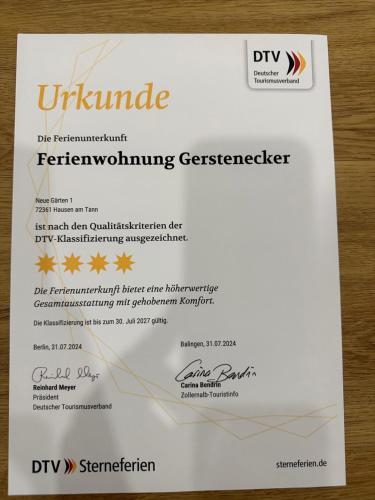 DTV
Deutscher
Tourismusverband
Urkunde
Die Ferienunterkunft
Ferienwohnung Gerstenecker
Neue Gärten 1
72361 Hausen am Tann
ist nach den Qualitätskriterien der
DTV-Klassifizierung ausgezeichnet.
Die Ferienunterkunft bietet eine höherwertige
Gesamtausstattung mit gehobenem Komfort.
Die Klassifizierung ist bis zum 30. Juli 2027 gültig.
Berlin, 31.07.2024
Balingen, 31.07.2024
Reinhard Meyer
Präsident
Deutscher Tourismusverband
Carina Bendrin
Carina Bendrin
Zollernalb-Touristinfo
DTV Sterneferien
sterneferien.de